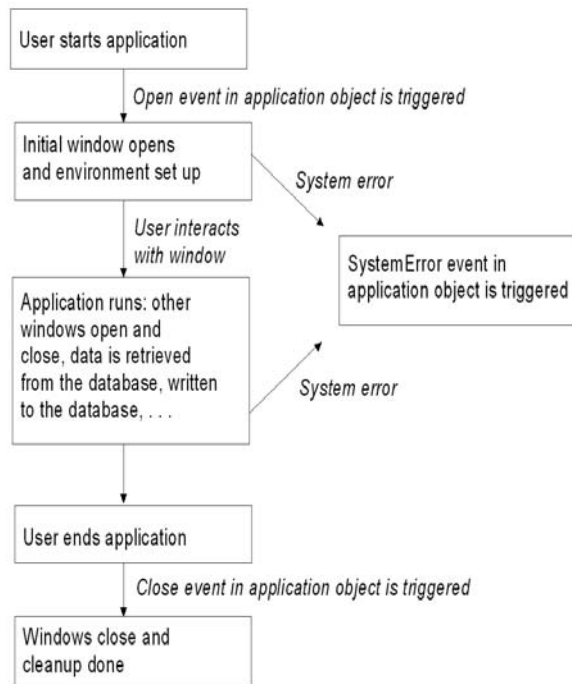 User starts application
Open event in application object is triggered
Initial window opens
and environment set up
System error
User interacts
with window
SystemError event in
application object is triggered
Application runs: other
windows open and
close, data is retrieved
from the database, written
to the database, . . .
System error
User ends application
Close event in application object is triggered
Windows close and
cleanup done